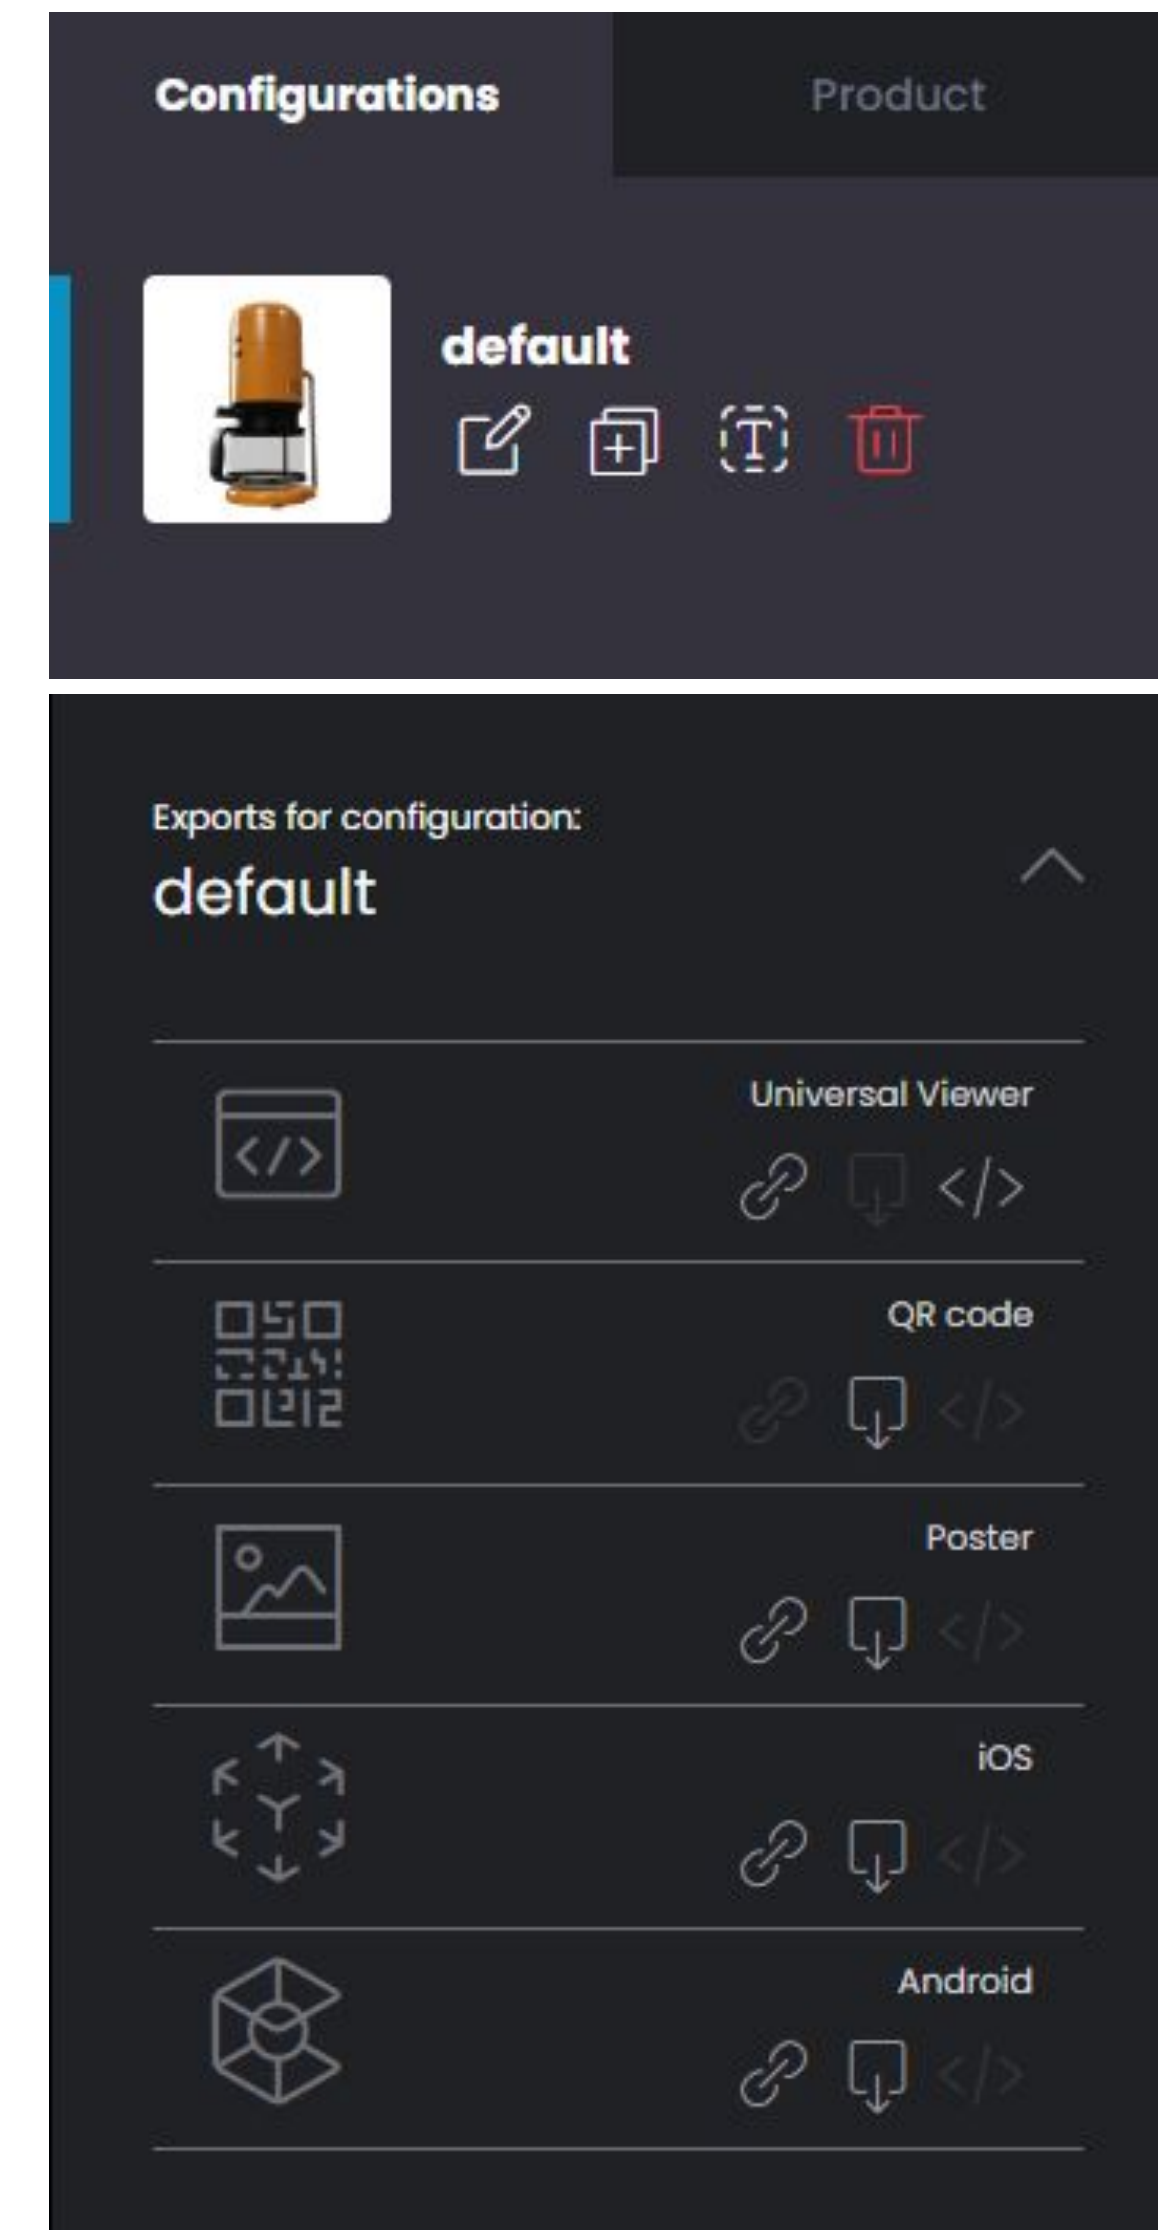 Configurations
Product
default
Exports for configuration:
default
Universal Viewer
QR code
Poster
iOS
Android